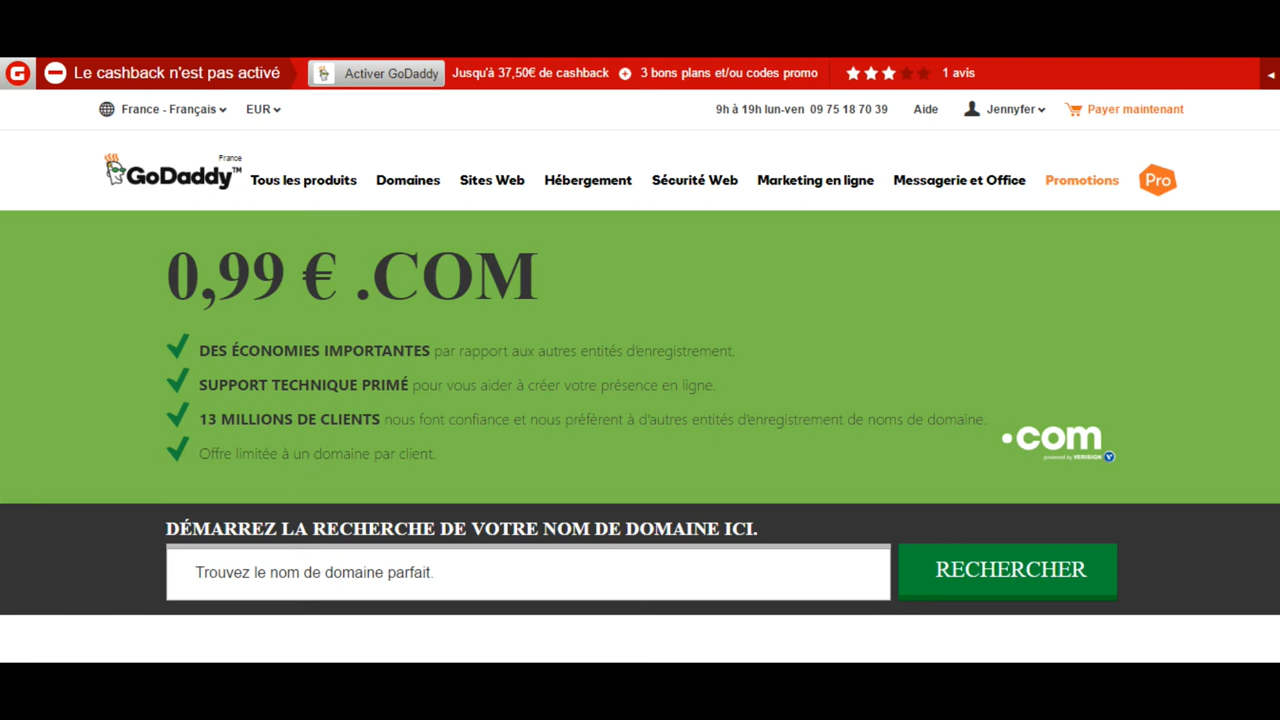 G Le cashback n'est pas activé Activer GoDaddy Jusqu'à 37,50€ de cashback 3 bons plans et/ou codes promo 1 avis
France - Français EUR 9h à 19h lun-ven 09 75 18 70 39 Aide Jennyfer Payer maintenant
France
GoDaddy™ Tous les produits Domaines Sites Web Hébergement Sécurité Web Marketing en ligne Messagerie et Office Promotions Pro
0,99 € .COM
DES ÉCONOMIES IMPORTANTES par rapport aux autres entités d'enregistrement.
SUPPORT TECHNIQUE PRIMÉ pour vous aider à créer votre présence en ligne.
13 MILLIONS DE CLIENTS nous font confiance et nous préfèrent à d'autres entités d'enregistrement de noms de domaine.
.com
Offre limitée à un domaine par client.
powered by VERISIGN
DÉMARREZ LA RECHERCHE DE VOTRE NOM DE DOMAINE ICI.
Trouvez le nom de domaine parfait. RECHERCHER